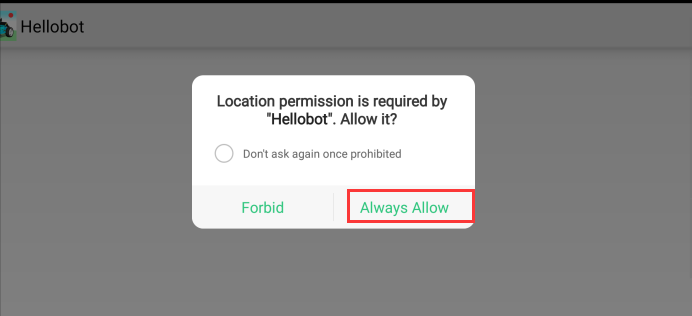 Hellobot
Location permission is required by
"Hellobot". Allow it?
Don't ask again once prohibited
Forbid
Always Allow